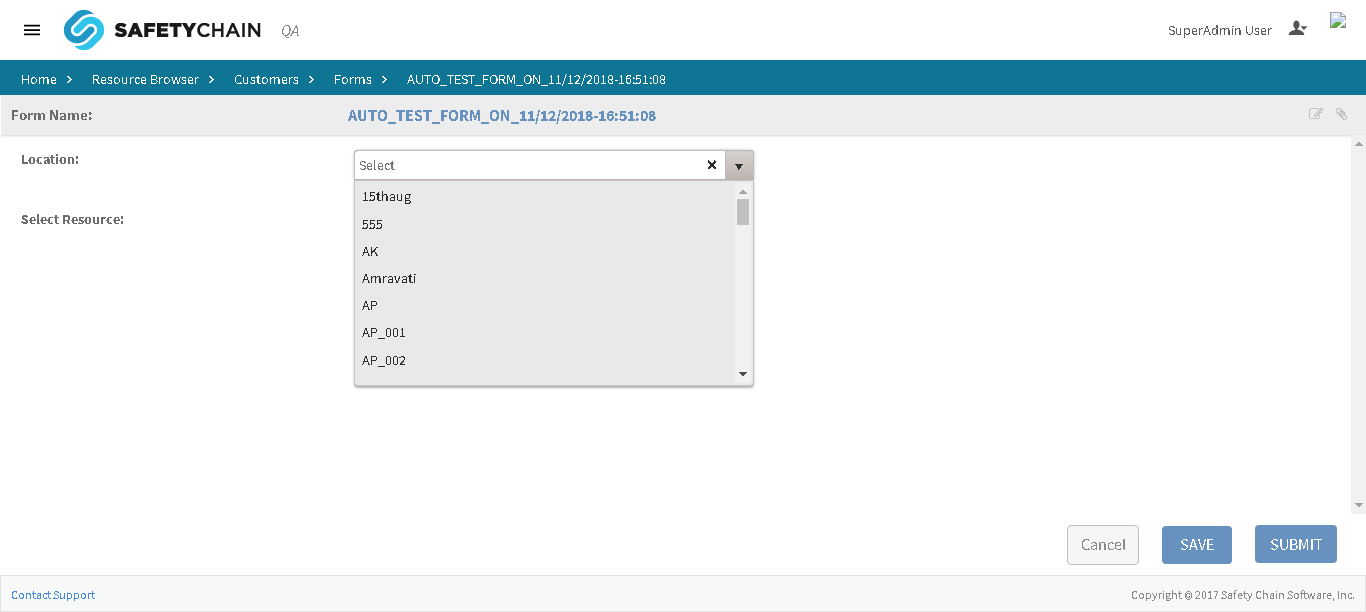 SAFETYCHAIN QA SuperAdmin User
Home > Resource Browser > Customers > Forms > AUTO_TEST_FORM_ON_11/12/2018-16:51:08
Form Name: AUTO_TEST_FORM_ON_11/12/2018-16:51:08
Location: Select
15thaug
Select Resource:
555
AK
Amravati
AP
AP_001
AP_002
Cancel SAVE SUBMIT
Contact Support Copyright © 2017 Safety Chain Software, Inc.